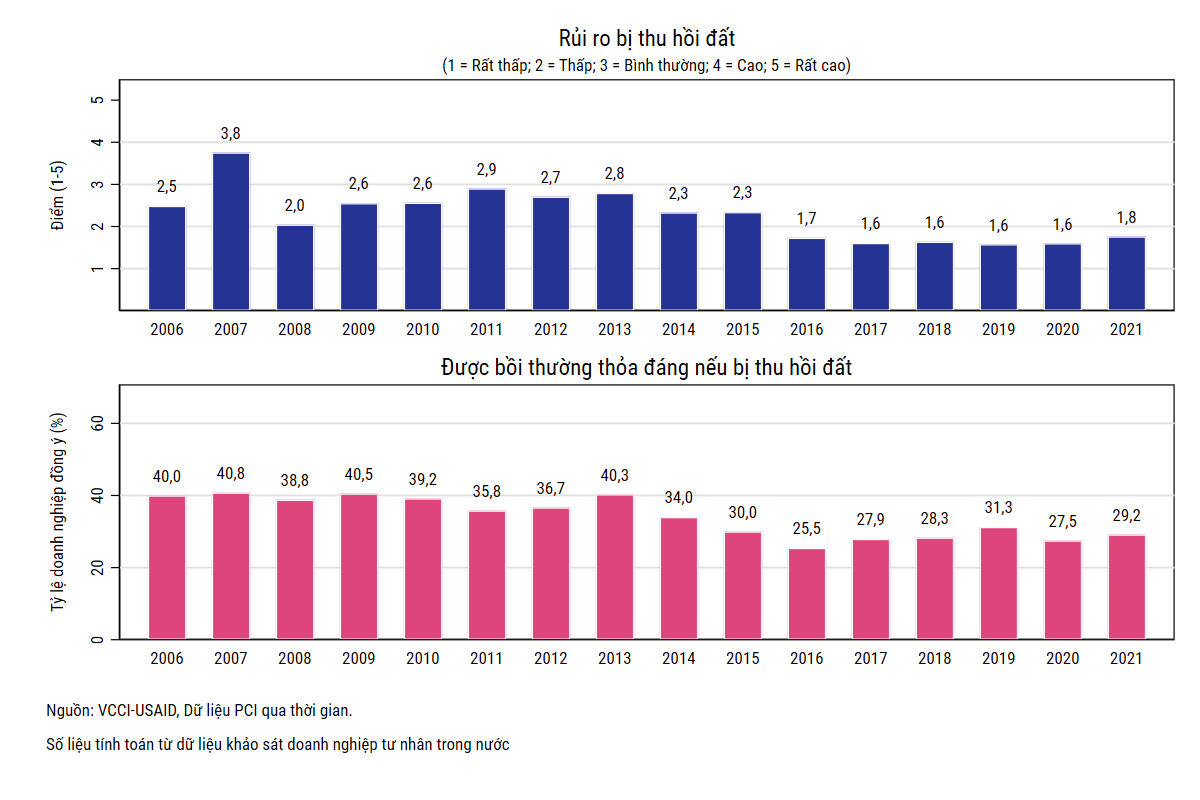 Rủi ro bị thu hồi đất
(1 = Rất thấp; 2 = Thấp; 3 = Bình thường; 4 = Cao; 5 = Rất cao)
Điểm (1-5)
5
4
3
2
1
2,5 3,8 2,0 2,6 2,6 2,9 2,7 2,8 2,3 2,3 1,7 1,6 1,6 1,6 1,6 1,8
2006 2007 2008 2009 2010 2011 2012 2013 2014 2015 2016 2017 2018 2019 2020 2021
Được bồi thường thỏa đáng nếu bị thu hồi đất
Tỷ lệ doanh nghiệp đồng ý (%)
60
40
20
0
40,0 40,8 38,8 40,5 39,2 35,8 36,7 40,3 34,0 30,0 25,5 27,9 28,3 31,3 27,5 29,2
2006 2007 2008 2009 2010 2011 2012 2013 2014 2015 2016 2017 2018 2019 2020 2021
Nguồn: VCCI-USAID, Dữ liệu PCI qua thời gian.
Số liệu tính toán từ dữ liệu khảo sát doanh nghiệp tư nhân trong nước